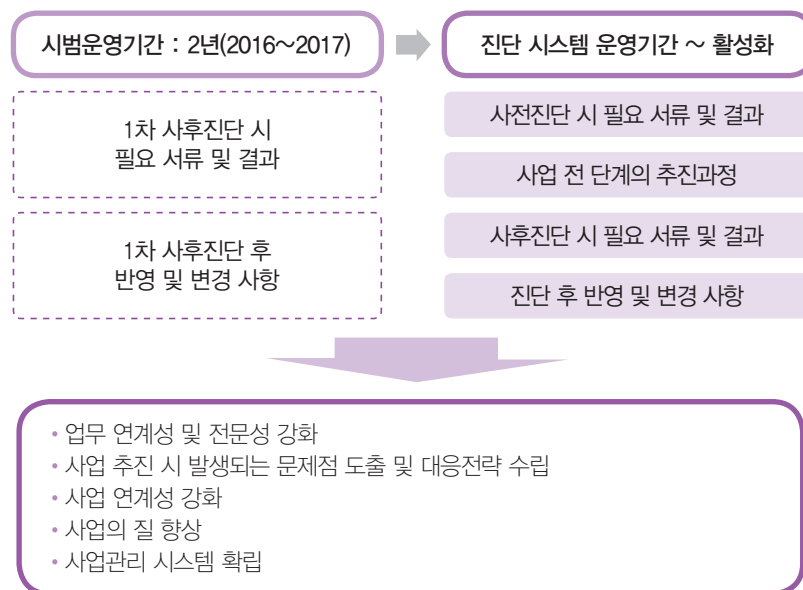 시범운영기간 : 2년(2016～2017)
진단 시스템 운영기간 ～ 활성화
1차 사후진단 시
필요 서류 및 결과
1차 사후진단 후
반영 및 변경 사항
사전진단 시 필요 서류 및 결과
사업 전 단계의 추진과정
사후진단 시 필요 서류 및 결과
진단 후 반영 및 변경 사항
• 업무 연계성 및 전문성 강화
• 사업 추진 시 발생되는 문제점 도출 및 대응전략 수립
• 사업 연계성 강화
• 사업의 질 향상
• 사업관리 시스템 확립